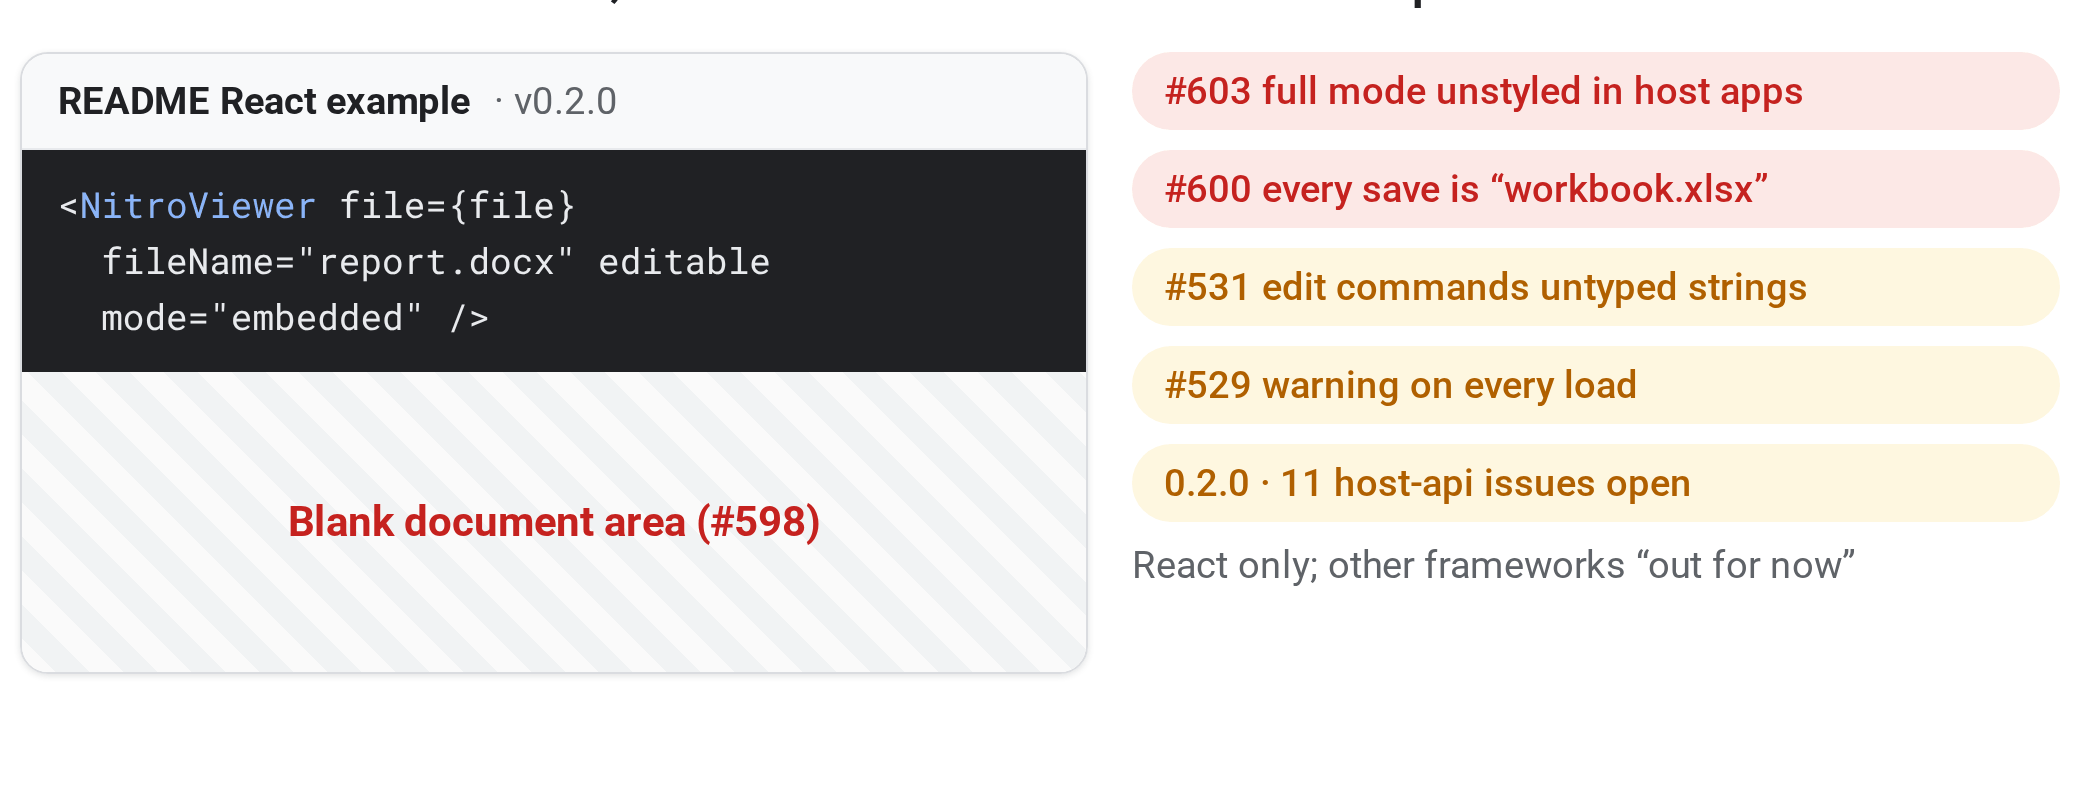 README React example · v0.2.0
<NitroViewer file={file}
fileName="report.docx" editable
mode="embedded" />
Blank document area (#598)
#603 full mode unstyled in host apps
#600 every save is “workbook.xlsx”
#531 edit commands untyped strings
#529 warning on every load
0.2.0 · 11 host-api issues open
React only; other frameworks “out for now”